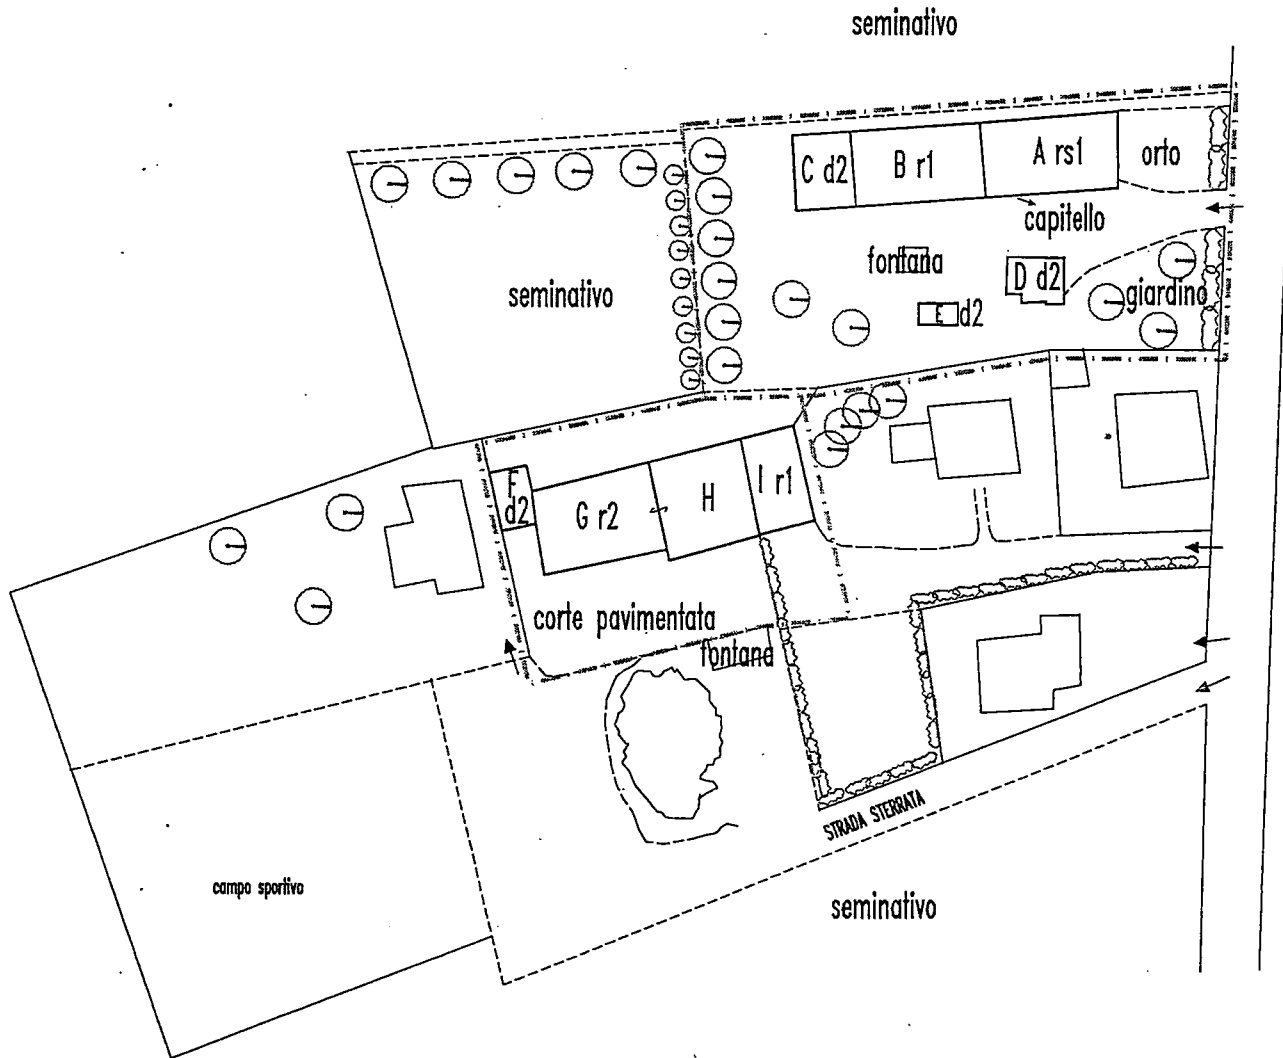 seminativo
C d2
B r1
A rs1
orto
capitello
fontana
D d2
giardino
E d2
seminativo
F
d2
G r2
H
I r1
corte pavimentata
fontana
STRADA STERRATA
campo sportivo
seminativo